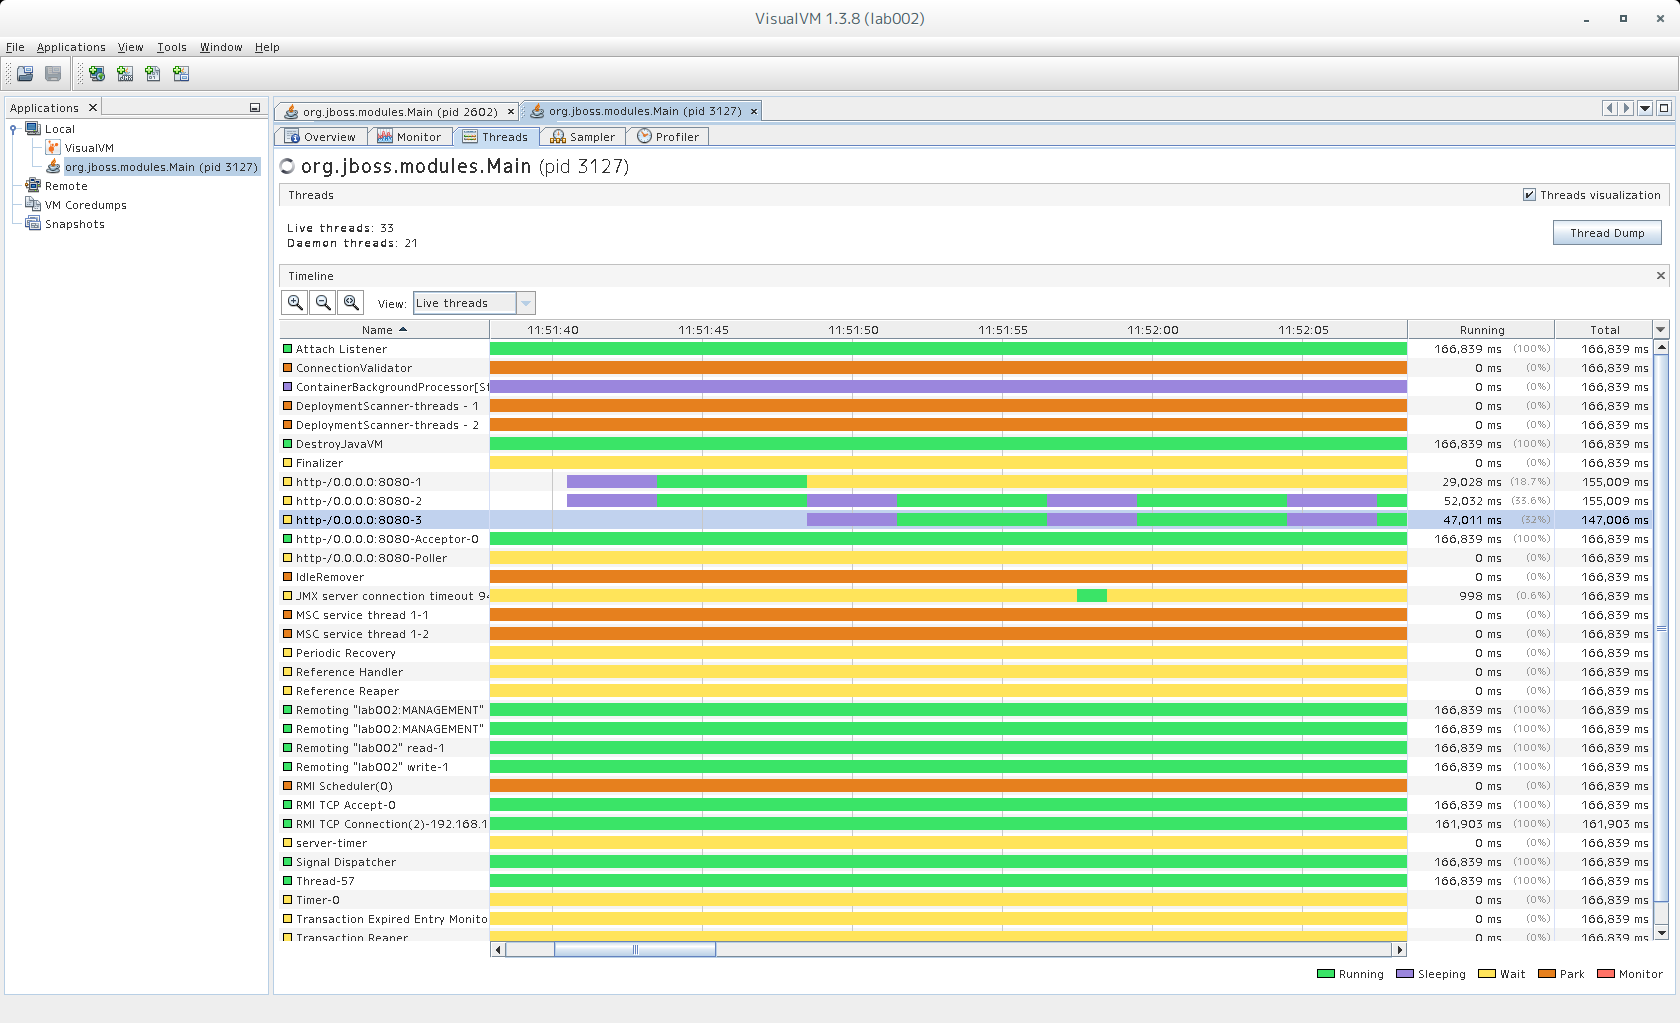 VisualVM 1.3.8 (lab002)
File Applications View Tools Window Help
Applications
Local
VisualVM
org.jboss.modules.Main (pid 3127)
Remote
VM Coredumps
Snapshots
org.jboss.modules.Main (pid 2602) org.jboss.modules.Main (pid 3127)
Overview Monitor Threads Sampler Profiler
org.jboss.modules.Main (pid 3127)
Threads Threads visualization
Live threads: 33
Daemon threads: 21
Thread Dump
Timeline
View: Live threads
Name 11:51:40 11:51:45 11:51:50 11:51:55 11:52:00 11:52:05 Running Total
Attach Listener 166,839 ms (100%) 166,839 ms
ConnectionValidator 0 ms (0%) 166,839 ms
ContainerBackgroundProcessor[St 0 ms (0%) 166,839 ms
DeploymentScanner-threads - 1 0 ms (0%) 166,839 ms
DeploymentScanner-threads - 2 0 ms (0%) 166,839 ms
DestroyJavaVM 166,839 ms (100%) 166,839 ms
Finalizer 0 ms (0%) 166,839 ms
http-/0.0.0.0:8080-1 29,028 ms (18.7%) 155,009 ms
http-/0.0.0.0:8080-2 52,032 ms (33.6%) 155,009 ms
http-/0.0.0.0:8080-3 47,011 ms (32%) 147,006 ms
http-/0.0.0.0:8080-Acceptor-0 166,839 ms (100%) 166,839 ms
http-/0.0.0.0:8080-Poller 0 ms (0%) 166,839 ms
IdleRemover 0 ms (0%) 166,839 ms
JMX server connection timeout 94 998 ms (0.6%) 166,839 ms
MSC service thread 1-1 0 ms (0%) 166,839 ms
MSC service thread 1-2 0 ms (0%) 166,839 ms
Periodic Recovery 0 ms (0%) 166,839 ms
Reference Handler 0 ms (0%) 166,839 ms
Reference Reaper 0 ms (0%) 166,839 ms
Remoting "lab002:MANAGEMENT" 166,839 ms (100%) 166,839 ms
Remoting "lab002:MANAGEMENT" 166,839 ms (100%) 166,839 ms
Remoting "lab002" read-1 166,839 ms (100%) 166,839 ms
Remoting "lab002" write-1 166,839 ms (100%) 166,839 ms
RMI Scheduler(0) 0 ms (0%) 166,839 ms
RMI TCP Accept-0 166,839 ms (100%) 166,839 ms
RMI TCP Connection(2)-192.168.1 161,903 ms (100%) 161,903 ms
server-timer 0 ms (0%) 166,839 ms
Signal Dispatcher 166,839 ms (100%) 166,839 ms
Thread-57 166,839 ms (100%) 166,839 ms
Timer-0 0 ms (0%) 166,839 ms
Transaction Expired Entry Monito 0 ms (0%) 166,839 ms
Transaction Reaper 0 ms (0%) 166,839 ms
Running Sleeping Wait Park Monitor